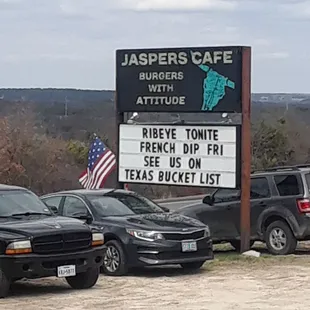 JASPERS CAFE
BURGERS
WITH
ATTITUDE
RIBEYE TONITE
FRENCH DIP FRI
SEE US ON
TEXAS BUCKET LIST